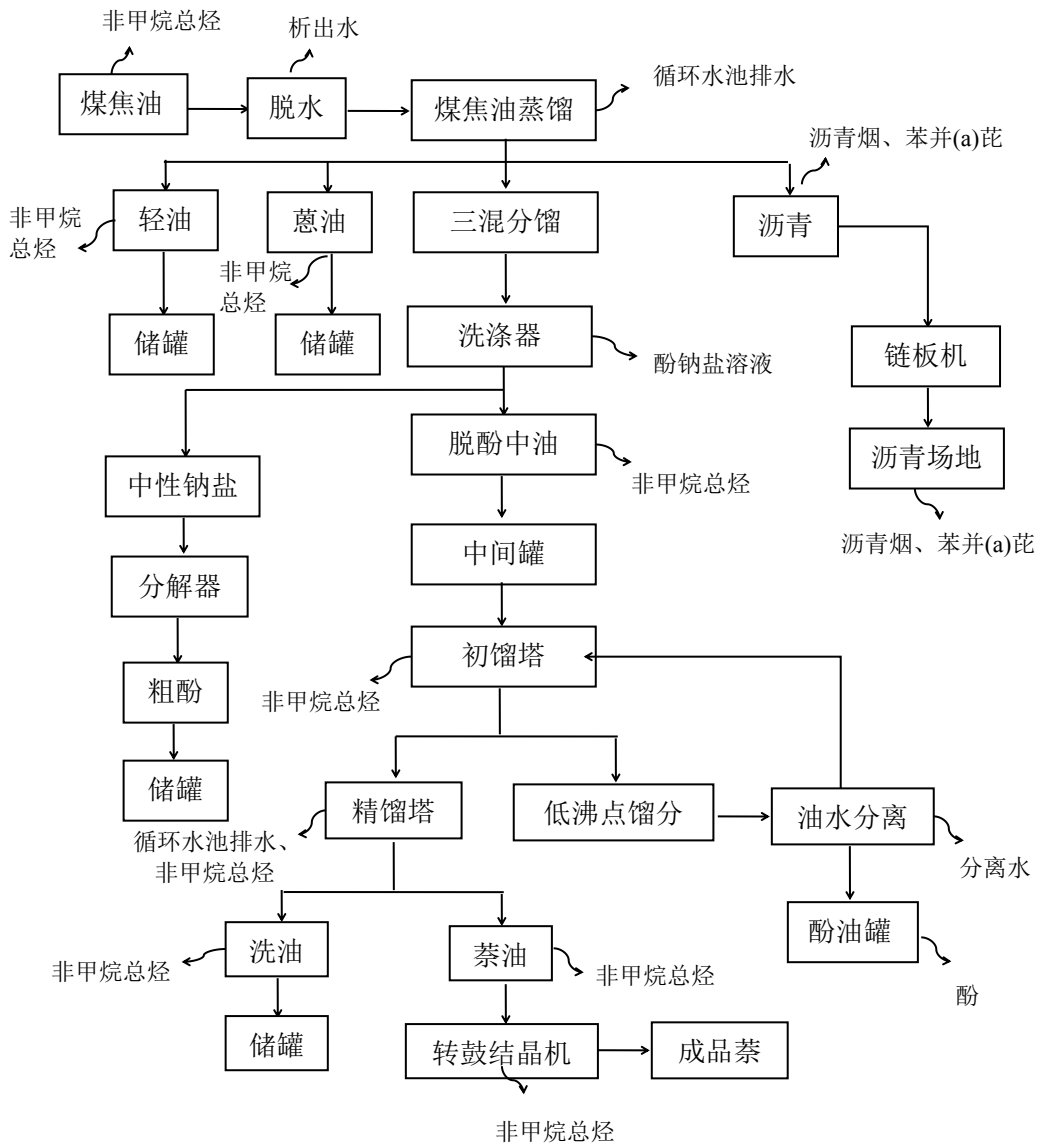 非甲烷总烃
析出水
循环水池排水
煤焦油
脱水
煤焦油蒸馏
沥青烟、苯并(a)芘
非甲烷
总烃
轻油
蒽油
三混分馏
沥青
非甲烷
总烃
储罐
储罐
洗涤器
酚钠盐溶液
链板机
中性钠盐
脱酚中油
非甲烷总烃
沥青场地
沥青烟、苯并(a)芘
分解器
中间罐
粗酚
非甲烷总烃
初馏塔
储罐
精馏塔
低沸点馏分
油水分离
循环水池排水、
非甲烷总烃
分离水
酚油罐
酚
非甲烷总烃
洗油
萘油
非甲烷总烃
储罐
转鼓结晶机
成品萘
非甲烷总烃